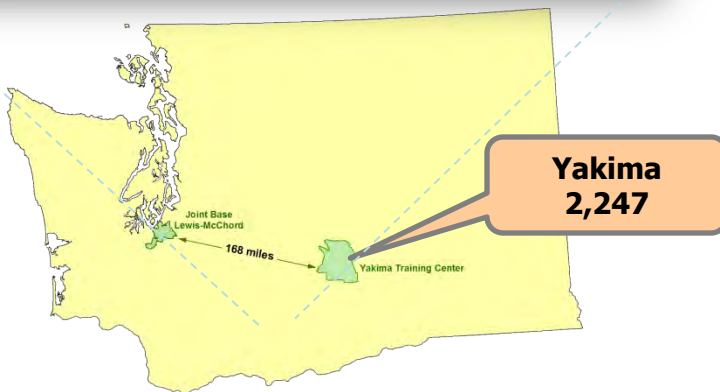 Joint Base
Lewis-McChord
168 miles
Yakima Training Center
Yakima
2,247